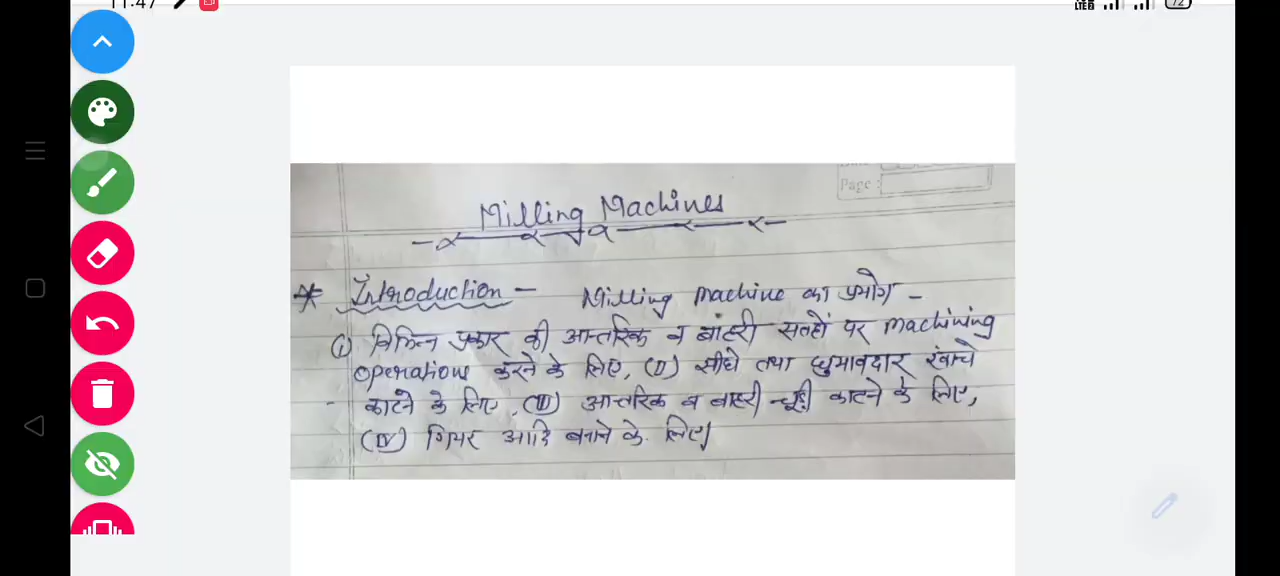 11:47
72
Page :
Milling Machines
* Introduction - Milling machine का प्रयोग -
(i) विभिन्न प्रकार की आन्तरिक व बाहरी सतहों पर machining
operations करने के लिए, (II) सीधे तथा घुमावदार खांचे
काटने के लिए, (III) आन्तरिक व बाहरी चूड़ी काटने के लिए,
(IV) गियर आदि बनाने के लिए।